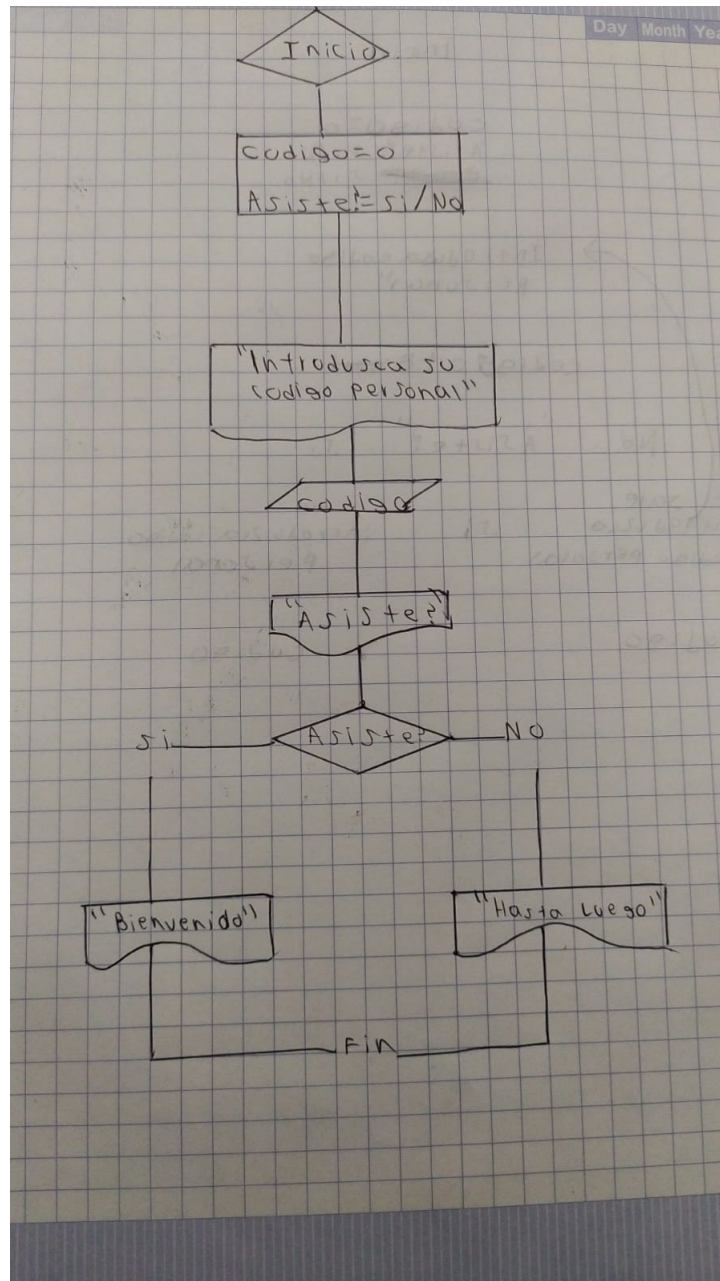 Day Month Yea
Inicio
Codigo=0
Asiste?=si/No
"Introdusca su
codigo personal"
codigo
"Asiste?"
si
Asiste?
No
"Bienvenido"
"Hasta luego"
Fin